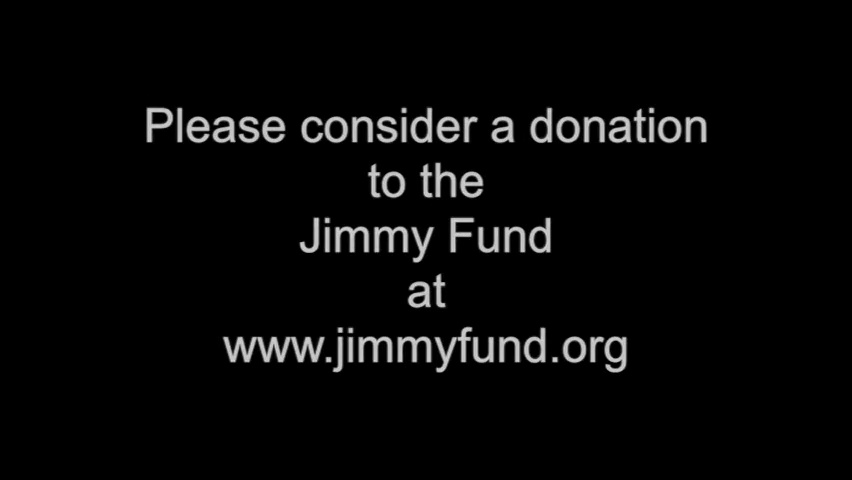 Please consider a donation
to the
Jimmy Fund
at
www.jimmyfund.org